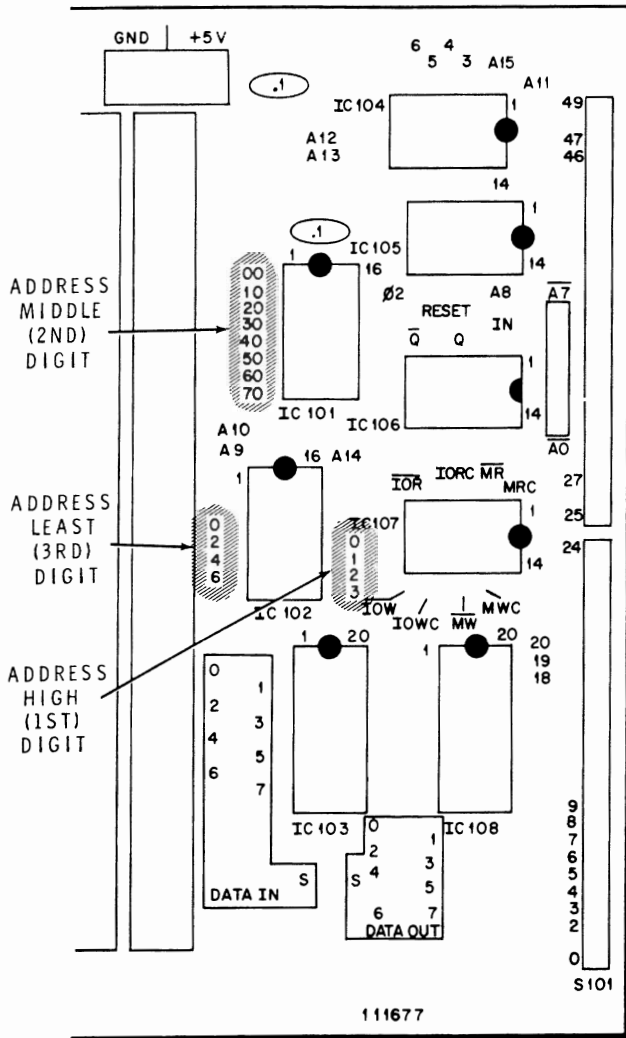 GND +5V
.1
6 5 4 3 A15
A11
IC104
1
49
A12
A13
47
46
14
.1
1
IC105
14
1 16
00
10
20
30
40
50
60
70
ADDRESS
MIDDLE
(2ND)
DIGIT
Ø2
A8
A̅7̅
RESET
IN
Q̅ Q
1
IC101
IC106
14
A̅0̅
A10
A9
1
16 A14
I̅O̅R̅ IORC M̅R̅ MRC
27
25
24
ADDRESS
LEAST
(3RD)
DIGIT
0
2
4
6
IC107
1
14
0
1
2
3
IC102
I̅O̅W̅ IOWC M̅W̅ MWC
1 20
1 20
20
19
18
ADDRESS
HIGH
(1ST)
DIGIT
0
1
2
3
4
5
6
7
IC103
IC108
DATA IN
S
0
1
2
3
S
4
5
6
7
DATA OUT
9
8
7
6
5
4
3
2
0
S101
111677